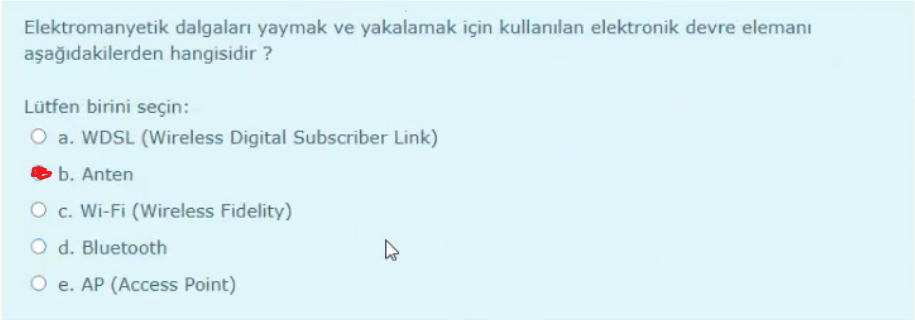 Elektromanyetik dalgaları yaymak ve yakalamak için kullanılan elektronik devre elemanı
aşağıdakilerden hangisidir ?
Lütfen birini seçin:
a. WDSL (Wireless Digital Subscriber Link)
b. Anten
c. Wi-Fi (Wireless Fidelity)
d. Bluetooth
e. AP (Access Point)